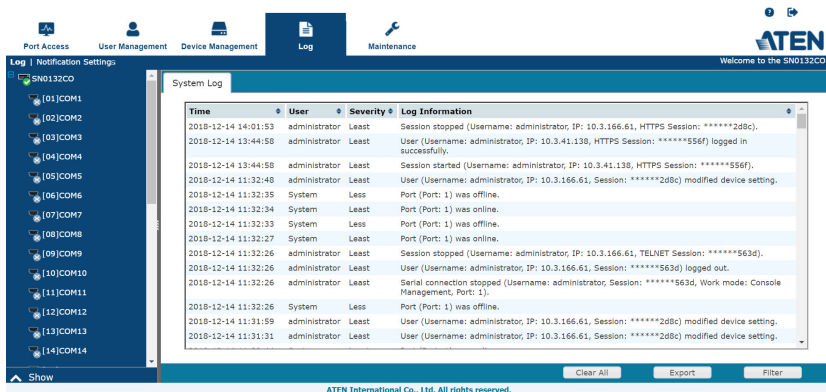 Port Access
User Management
Device Management
Log
Maintenance
ATEN
Log | Notification Settings
Welcome to the SN0132CO
SN0132CO
[01]COM1
[02]COM2
[03]COM3
[04]COM4
[05]COM5
[06]COM6
[07]COM7
[08]COM8
[09]COM9
[10]COM10
[11]COM11
[12]COM12
[13]COM13
[14]COM14
Show
System Log
Time User Severity Log Information
2018-12-14 14:01:53 administrator Least Session stopped (Username: administrator, IP: 10.3.166.61, HTTPS Session: ******2d8c).
2018-12-14 13:44:58 administrator Least User (Username: administrator, IP: 10.3.41.138, HTTPS Session: ******556f) logged in
successfully.
2018-12-14 13:44:58 administrator Least Session started (Username: administrator, IP: 10.3.41.138, HTTPS Session: ******556f).
2018-12-14 11:32:48 administrator Least User (Username: administrator, IP: 10.3.166.61, Session: ******2d8c) modified device setting.
2018-12-14 11:32:35 System Less Port (Port: 1) was offline.
2018-12-14 11:32:34 System Least Port (Port: 1) was online.
2018-12-14 11:32:33 System Less Port (Port: 1) was offline.
2018-12-14 11:32:27 System Least Port (Port: 1) was online.
2018-12-14 11:32:26 administrator Least Session stopped (Username: administrator, IP: 10.3.166.61, TELNET Session: ******563d).
2018-12-14 11:32:26 administrator Least User (Username: administrator, IP: 10.3.166.61, Session: ******563d) logged out.
2018-12-14 11:32:26 administrator Least Serial connection stopped (Username: administrator, Session: ******563d, Work mode: Console
Management, Port: 1).
2018-12-14 11:32:26 System Less Port (Port: 1) was offline.
2018-12-14 11:31:59 administrator Least User (Username: administrator, IP: 10.3.166.61, Session: ******2d8c) modified device setting.
2018-12-14 11:31:31 administrator Least User (Username: administrator, IP: 10.3.166.61, Session: ******2d8c) modified device setting.
Clear All
Export
Filter
ATEN International Co., Ltd. All rights reserved.